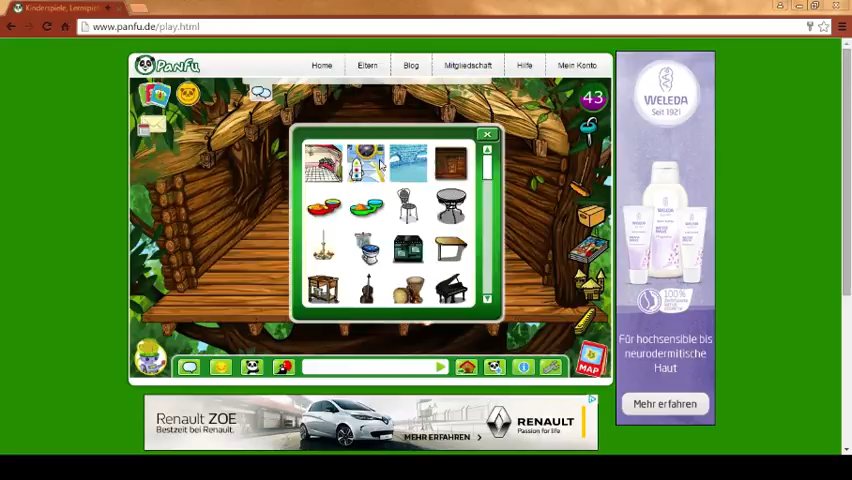 Kinderspiele, Lernspie
www.panfu.de/play.html
PANFU
Home
Eltern
Blog
Mitgliedschaft
Hilfe
Mein Konto
43
MAP
WELEDA
Seit 1921
WELEDA
100%
Für hochsensible bis
neurodermitische
Haut
Mehr erfahren
Renault ZOE
Bestzeit bei Renault.
MEHR ERFAHREN
RENAULT
Passion for life